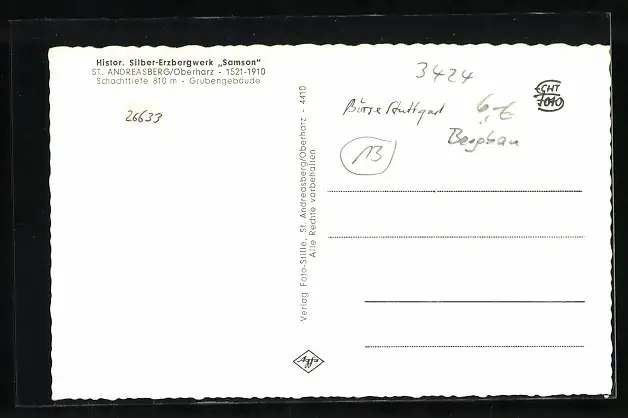 Histor. Silber-Erzbergwerk „Samson"
ST. ANDREASBERG/Oberharz - 1521-1910
Schachttiefe 810 m - Grubengebäude
26633
3424
ECHT
FOTO
Börse Stuttgart
6,- €
Bergbau
13
Verlag Foto-Stille, St. Andreasberg/Oberharz - 4410
Alle Rechte vorbehalten
Agfa